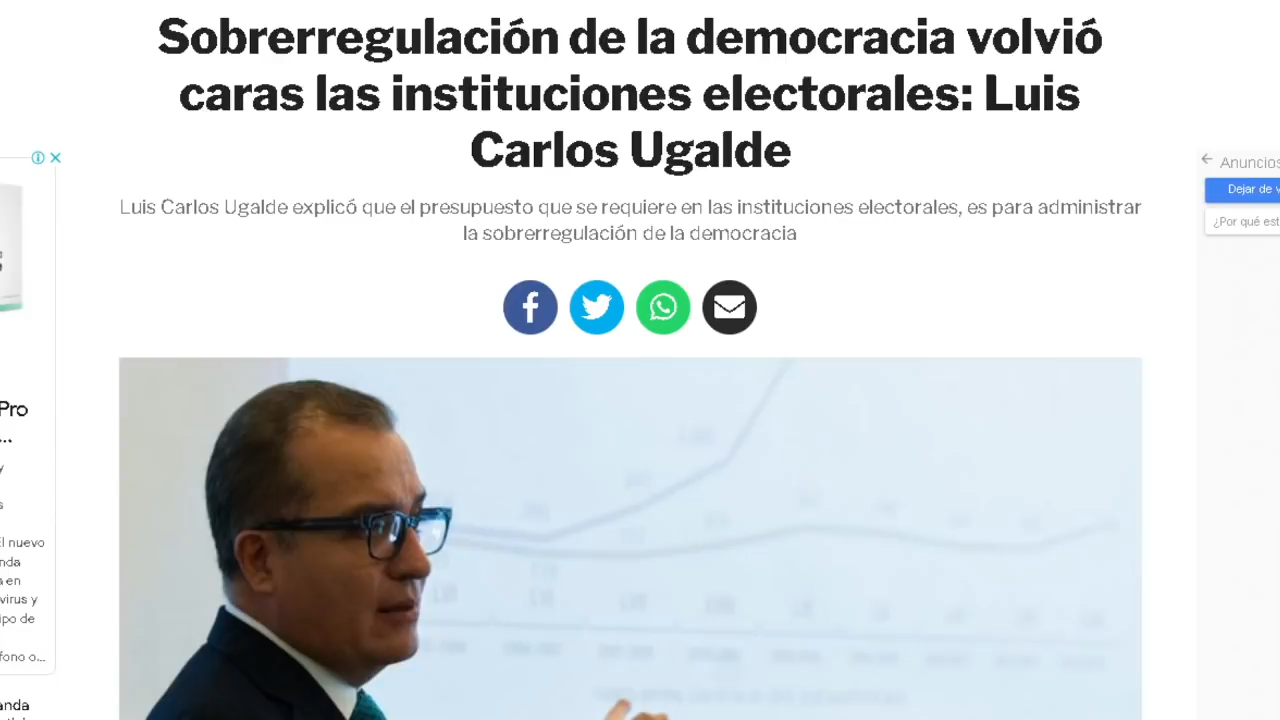 Sobrerregulación de la democracia volvió
caras las instituciones electorales: Luis
Carlos Ugalde
Luis Carlos Ugalde explicó que el presupuesto que se requiere en las instituciones electorales, es para administrar
la sobrerregulación de la democracia
Anuncios
Dejar de v
¿Por qué est
Pro
...
y
s
El nuevo
nda
a en
virus y
ipo de
fono o...
anda